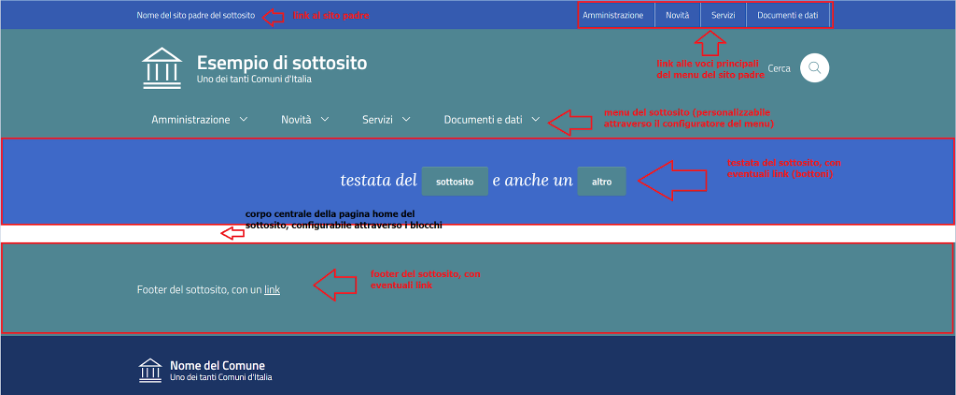 Nome del sito padre del sottosito
link al sito padre
Amministrazione
Novità
Servizi
Documenti e dati
link alle voci principali
del menu del sito padre
Esempio di sottosito
Uno dei tanti Comuni d'Italia
Cerca
Amministrazione
Novità
Servizi
Documenti e dati
menu del sottosito (personalizzabile
attraverso il configuratore del menu)
testata del sottosito e anche un altro
testata del sottosito, con
eventuali link (bottoni)
corpo centrale della pagina home del
sottosito, configurabile attraverso i blocchi
Footer del sottosito, con un link
footer del sottosito, con
eventuali link
Nome del Comune
Uno dei tanti Comuni d'Italia